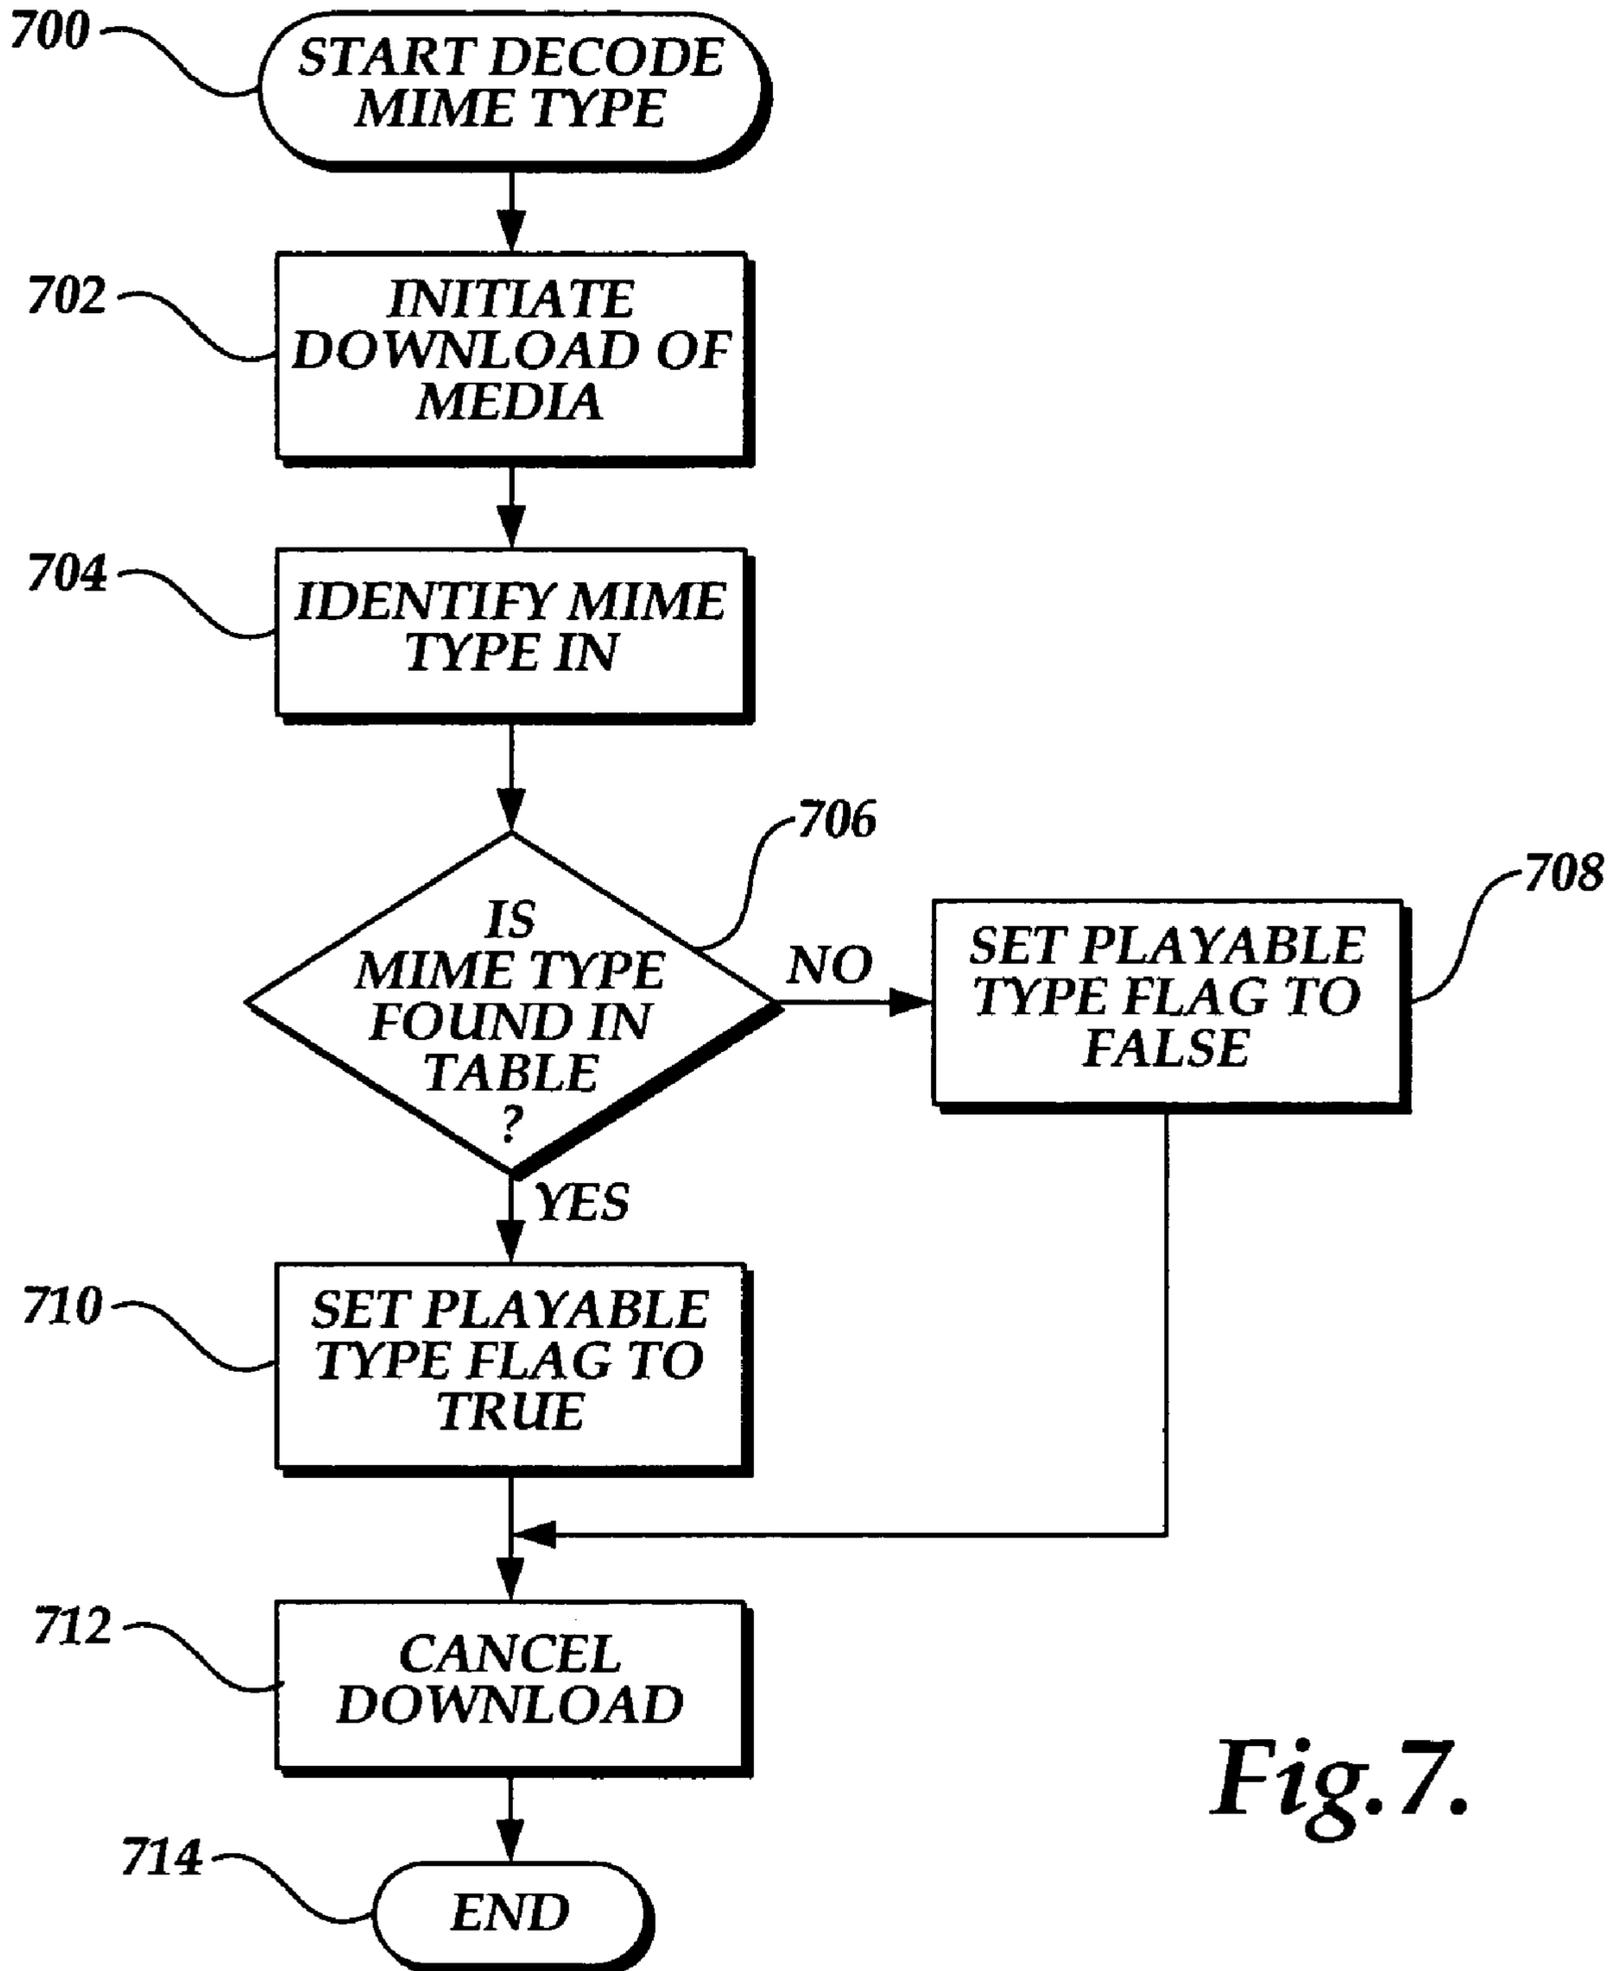 700
START DECODE
MIME TYPE
702
INITIATE
DOWNLOAD OF
MEDIA
704
IDENTIFY MIME
TYPE IN
706
IS
MIME TYPE
FOUND IN
TABLE
?
NO
708
SET PLAYABLE
TYPE FLAG TO
FALSE
YES
710
SET PLAYABLE
TYPE FLAG TO
TRUE
712
CANCEL
DOWNLOAD
714
END
Fig.7.